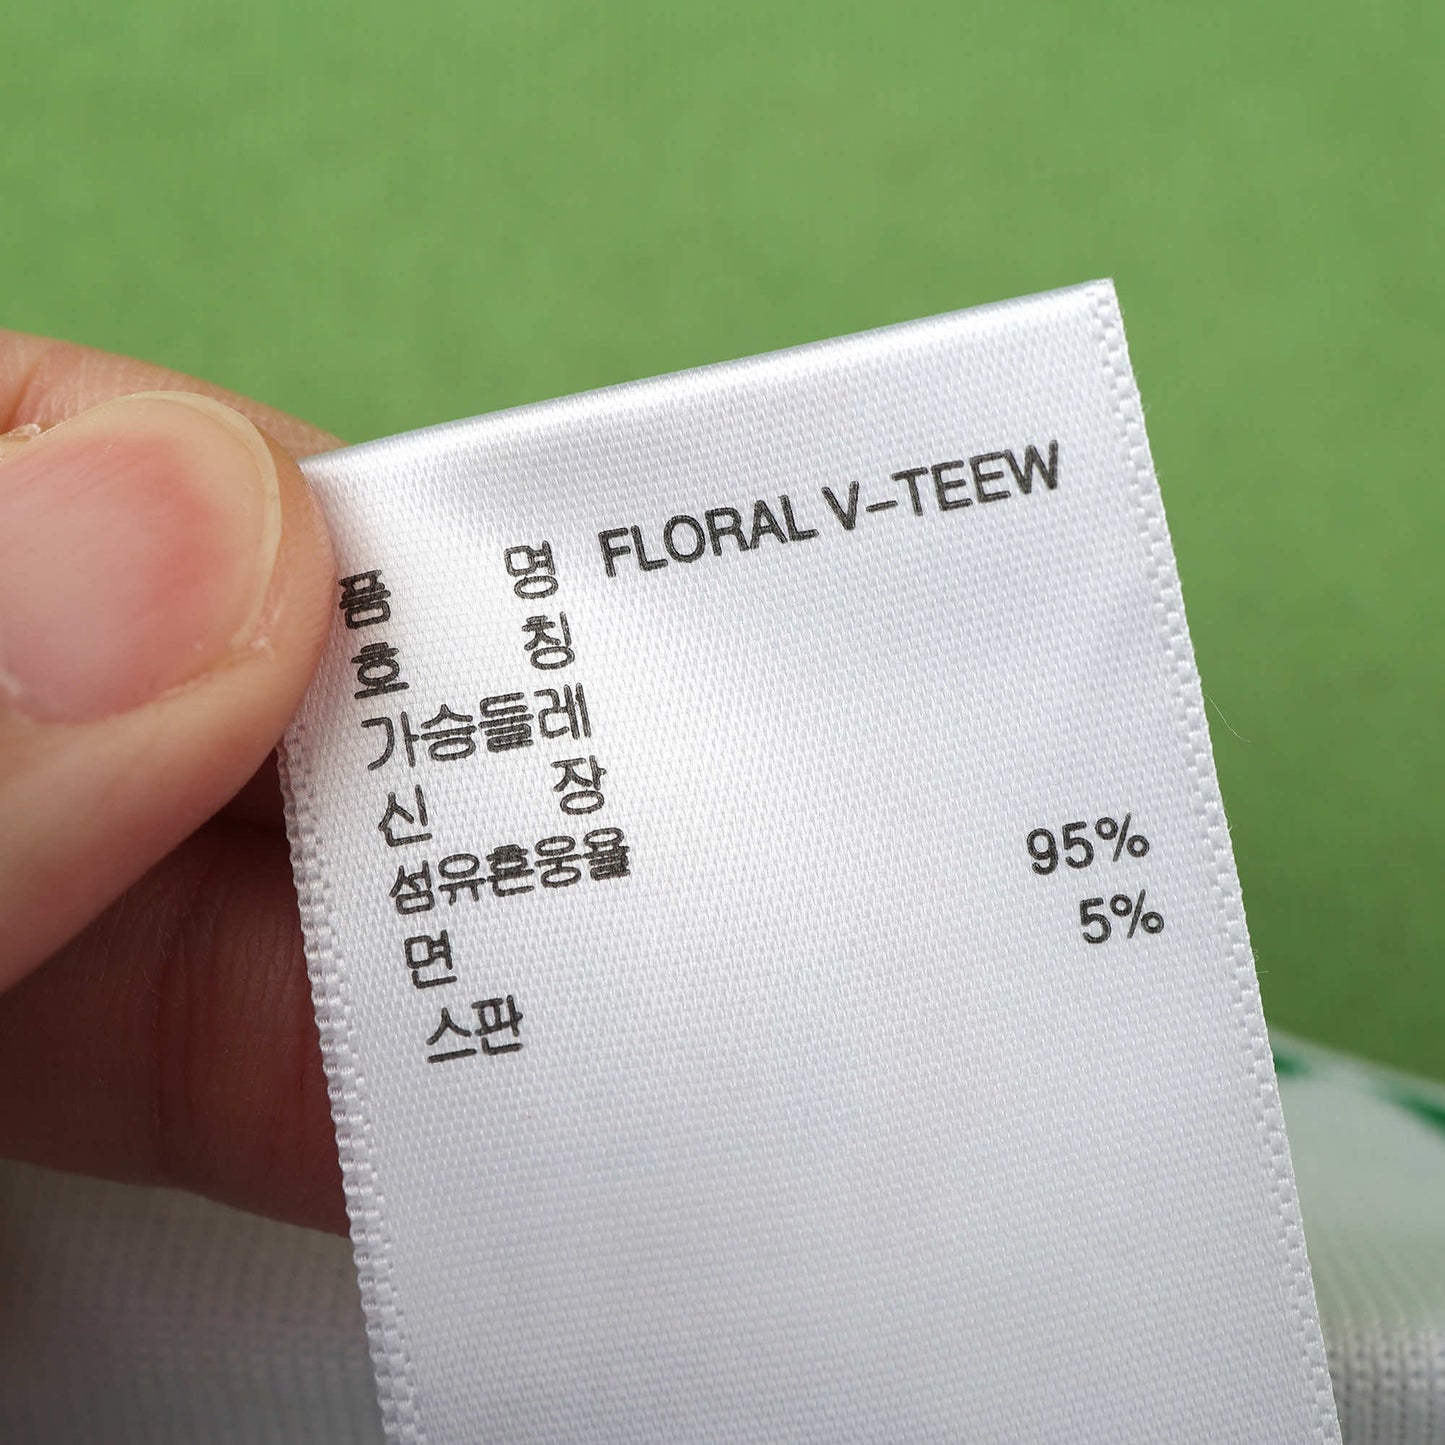 품 명 FLORAL V-TEEW
호 칭
가슴둘레
신 장
섬유혼웅율
면 95%
스판 5%